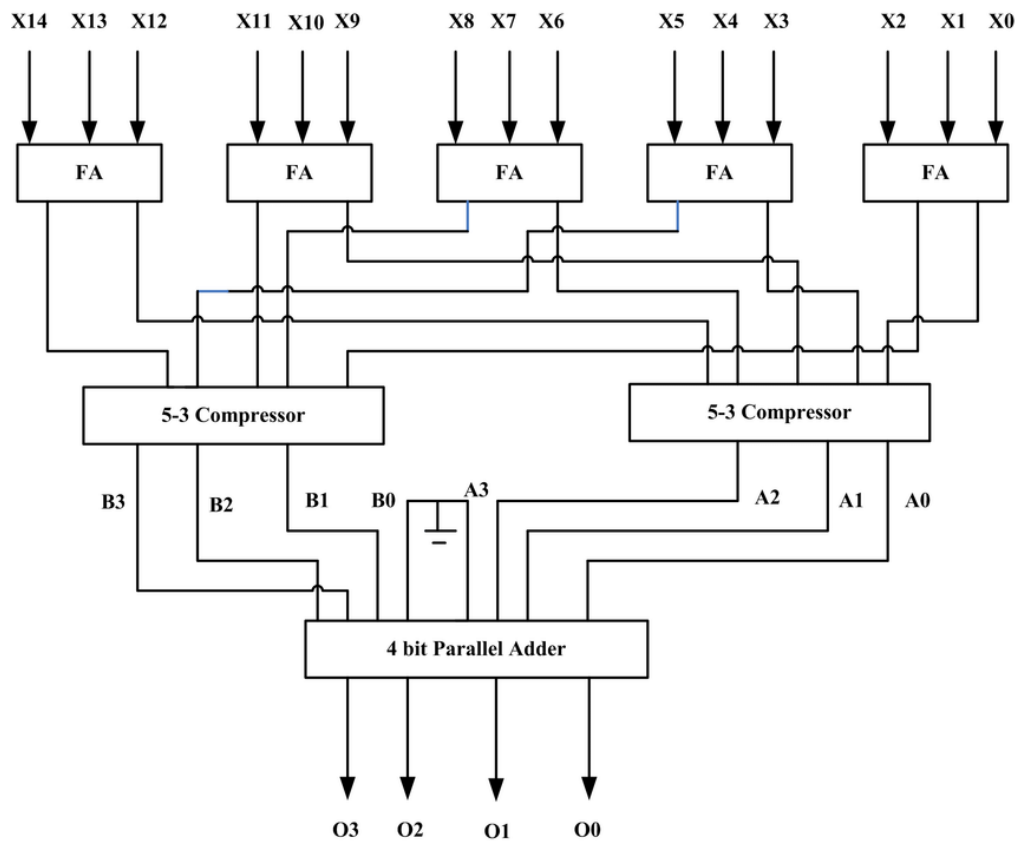 X14 X13 X12 X11 X10 X9 X8 X7 X6 X5 X4 X3 X2 X1 X0
FA FA FA FA FA
5-3 Compressor 5-3 Compressor
B3 B2 B1 B0 A3 A2 A1 A0
4 bit Parallel Adder
O3 O2 O1 O0